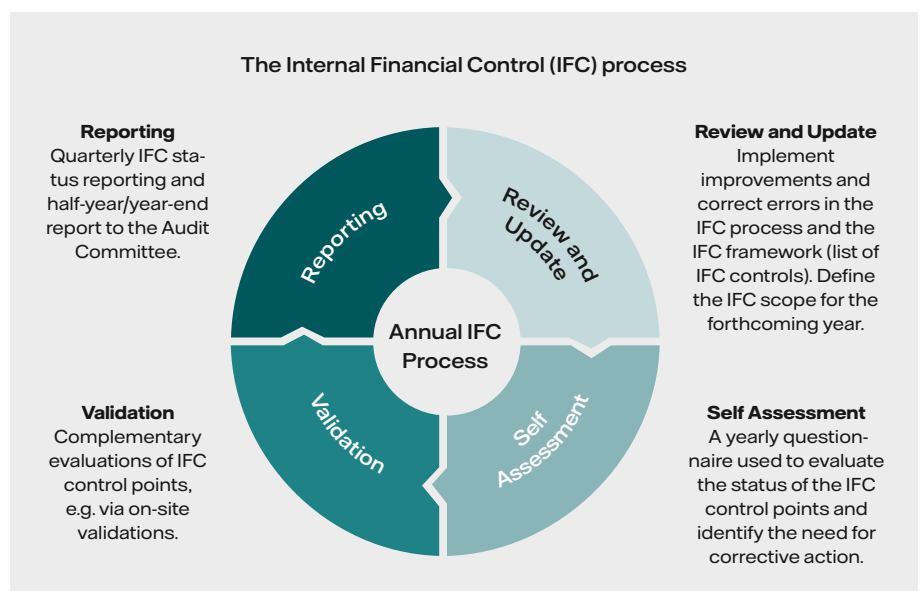 The Internal Financial Control (IFC) process
Reporting
Quarterly IFC sta-
tus reporting and
half-year/year-end
report to the Audit
Committee.
Review and Update
Implement
improvements and
correct errors in the
IFC process and the
IFC framework (list of
IFC controls). Define
the IFC scope for the
forthcoming year.
Reporting
Review and
Update
Annual IFC
Process
Validation
Self
Assessment
Validation
Complementary
evaluations of IFC
control points,
e.g. via on-site
validations.
Self Assessment
A yearly question-
naire used to evaluate
the status of the IFC
control points and
identify the need for
corrective action.